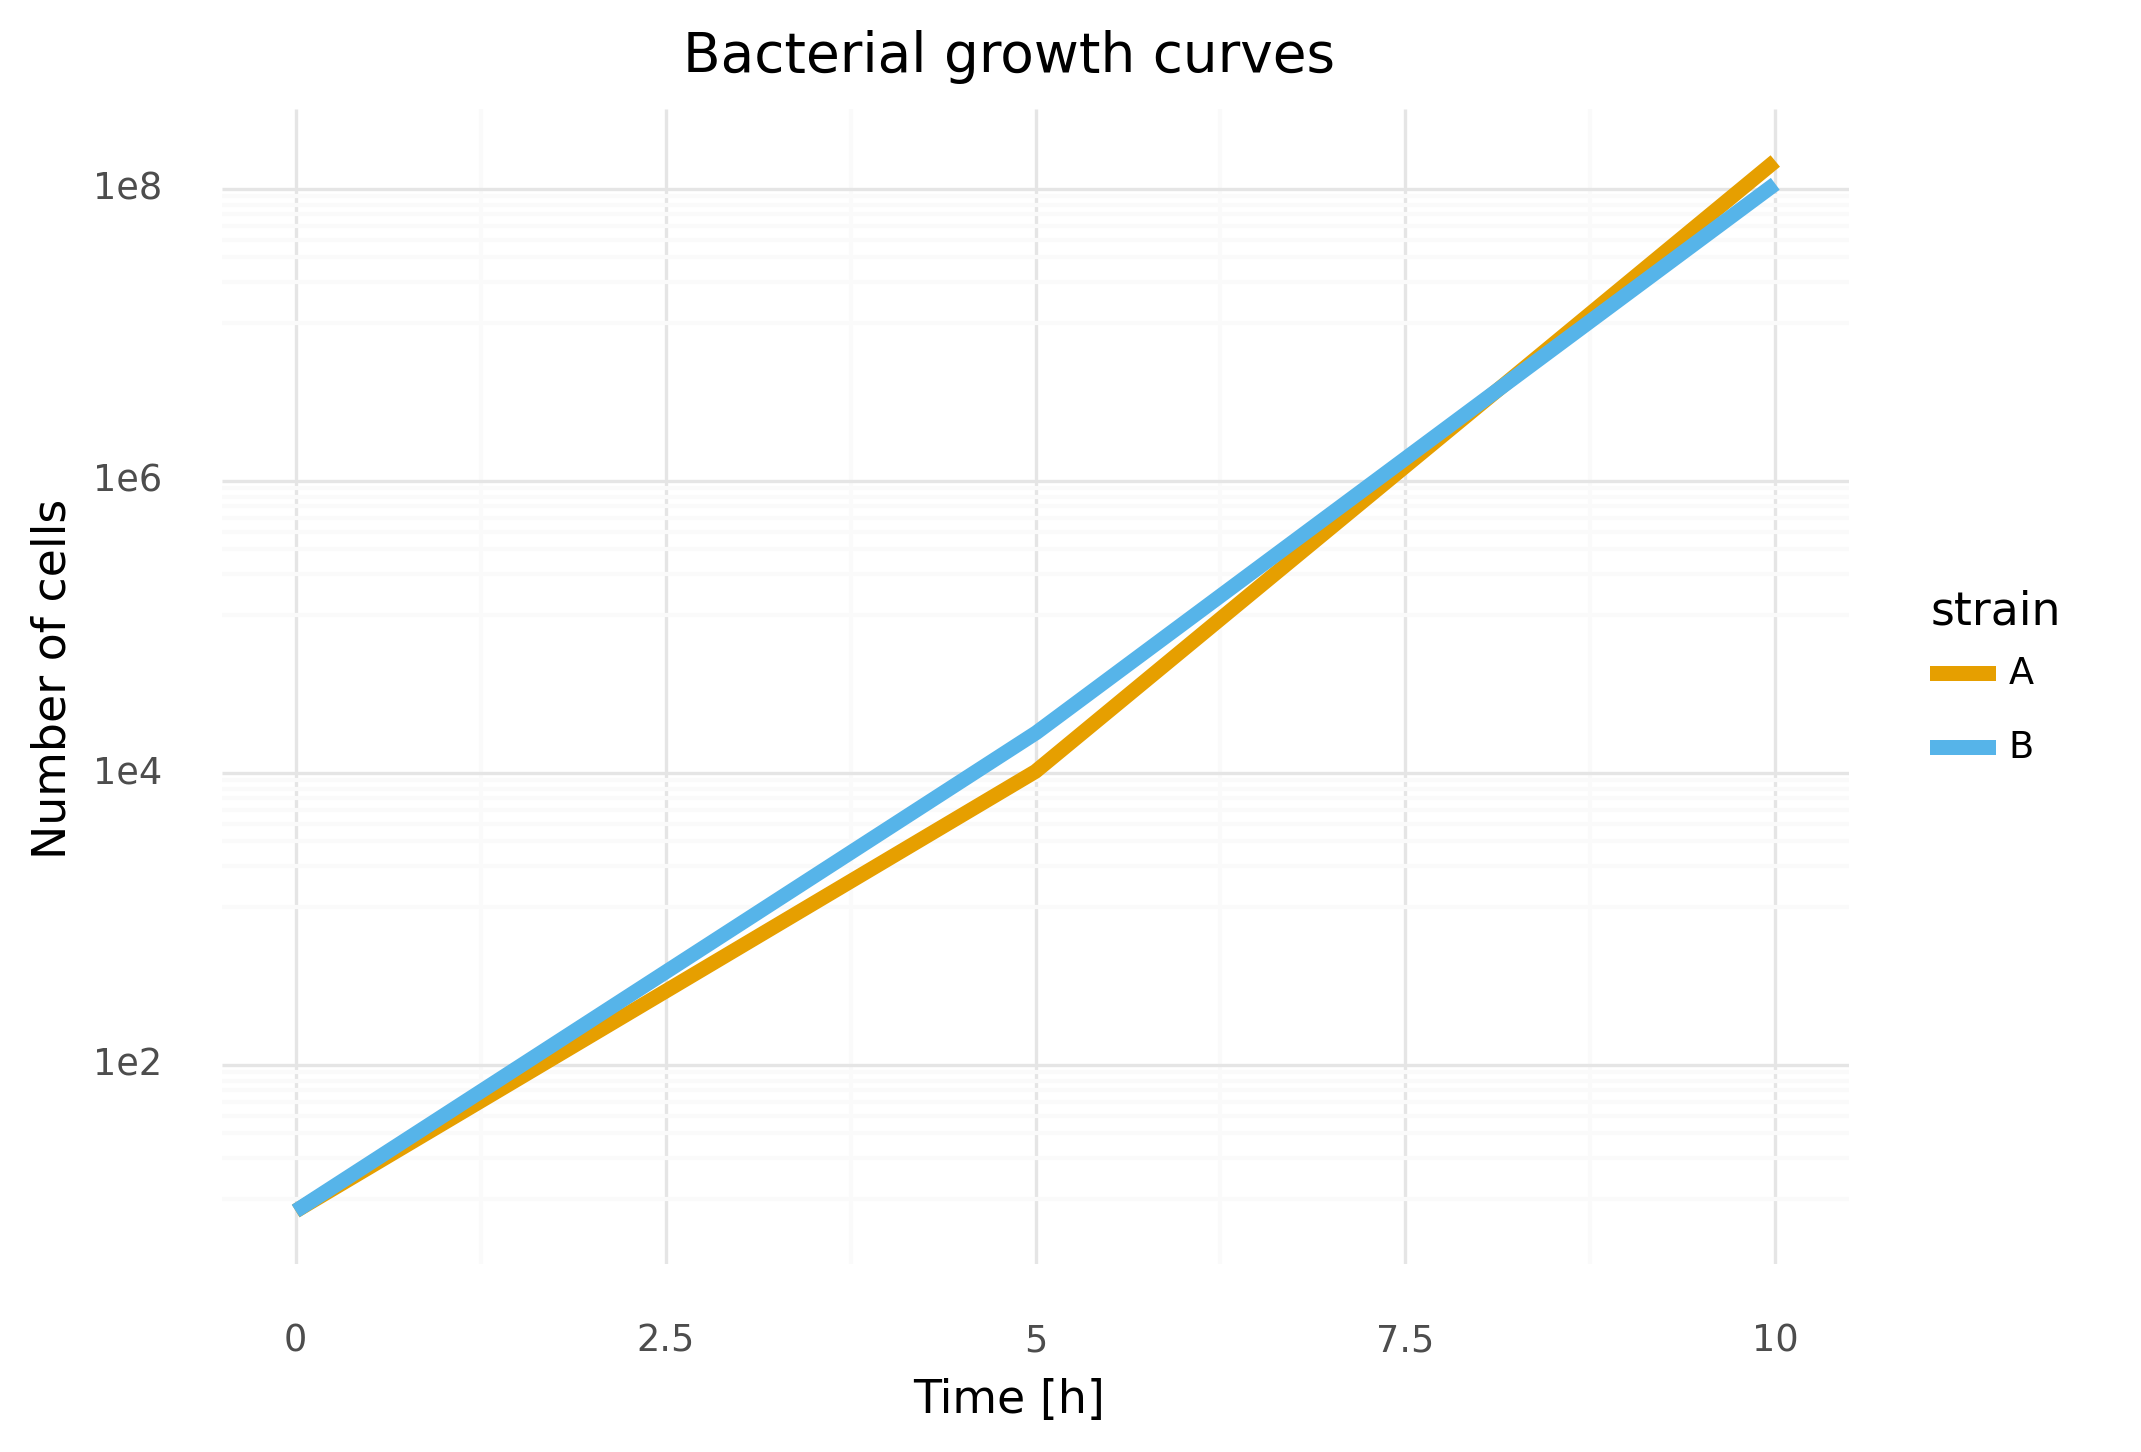 Bacterial growth curves
1e8
1e6
1e4
1e2
Number of cells
0 2.5 5 7.5 10
Time [h]
strain
A
B